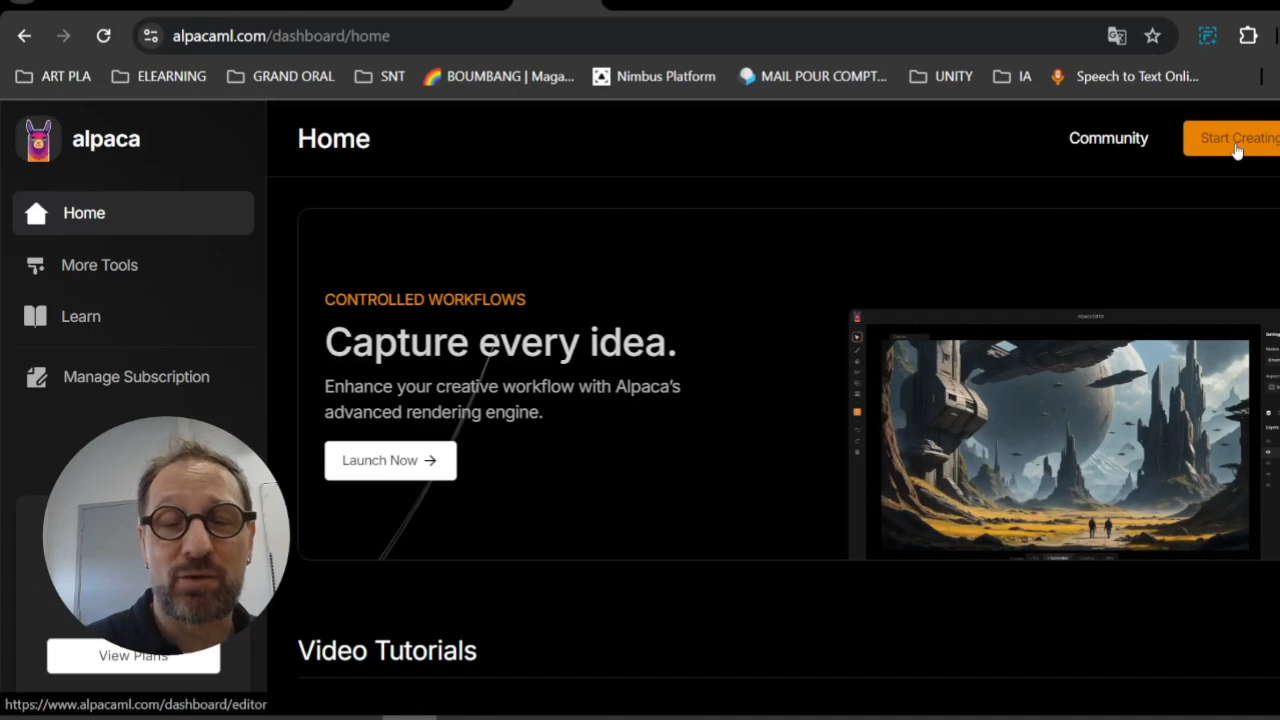 alpacaml.com/dashboard/home
ART PLA
ELEARNING
GRAND ORAL
SNT
BOUMBANG | Maga...
Nimbus Platform
MAIL POUR COMPT...
UNITY
IA
Speech to Text Onli...
alpaca
Home
Community
Start Creating
Home
More Tools
Learn
Manage Subscription
CONTROLLED WORKFLOWS
Capture every idea.
Enhance your creative workflow with Alpaca's
advanced rendering engine.
Launch Now →
View Plans
Video Tutorials
https://www.alpacaml.com/dashboard/editor